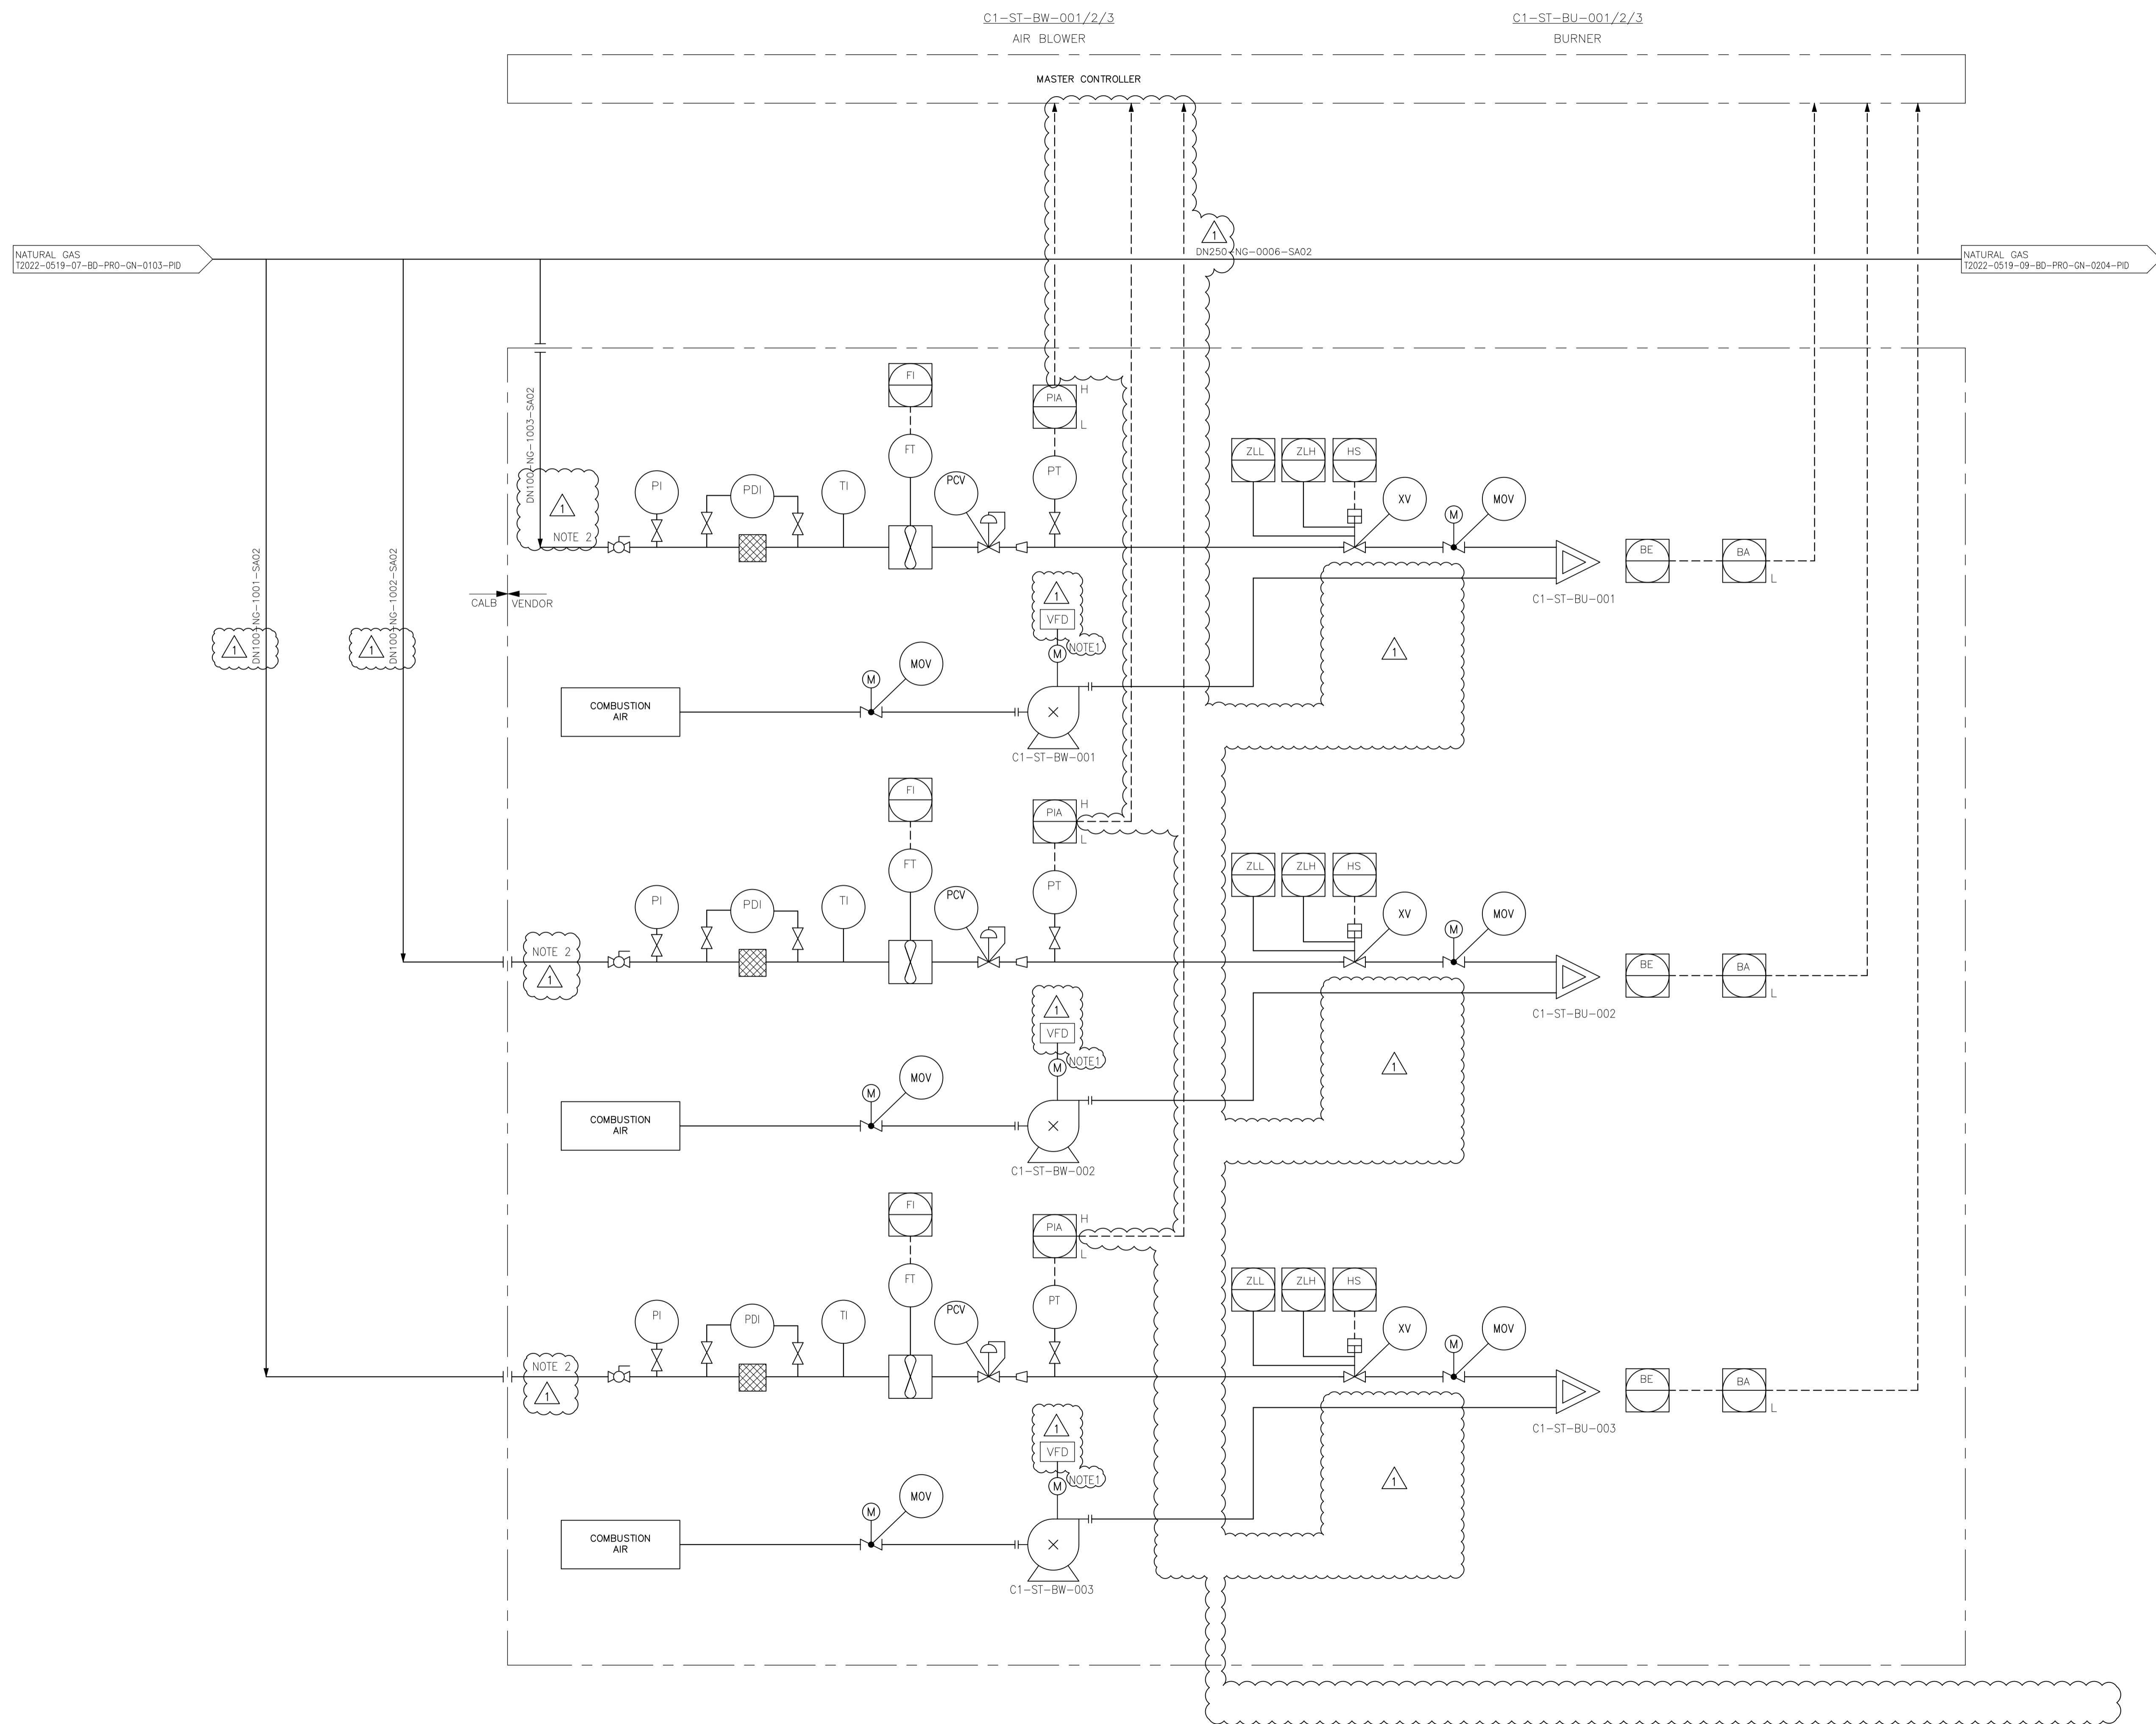 C1-ST-BW-001/2/3
AIR BLOWER
C1-ST-BU-001/2/3
BURNER
MASTER CONTROLLER
1
DN250-NG-0006-SA02
NATURAL GAS
T2022-0519-07-BD-PRO-GN-0103-PID
NATURAL GAS
T2022-0519-09-BD-PRO-GN-0204-PID
DN100-NG-1001-SA02
1
DN100-NG-1002-SA02
1
DN100-NG-1003-SA02
CALB
VENDOR
1
NOTE 2
PI
PDI
TI
FI
FT
PCV
PIA
H
L
PT
ZLL
ZLH
HS
XV
M
MOV
BE
BA
L
C1-ST-BU-001
1
VFD
NOTE1
M
1
COMBUSTION
AIR
M
MOV
C1-ST-BW-001
NOTE 2
1
PI
PDI
TI
FI
FT
PCV
PIA
H
L
PT
ZLL
ZLH
HS
XV
M
MOV
BE
BA
L
C1-ST-BU-002
1
VFD
NOTE1
M
1
COMBUSTION
AIR
M
MOV
C1-ST-BW-002
NOTE 2
1
PI
PDI
TI
FI
FT
PCV
PIA
H
L
PT
ZLL
ZLH
HS
XV
M
MOV
BE
BA
L
C1-ST-BU-003
1
VFD
NOTE1
M
1
COMBUSTION
AIR
M
MOV
C1-ST-BW-003